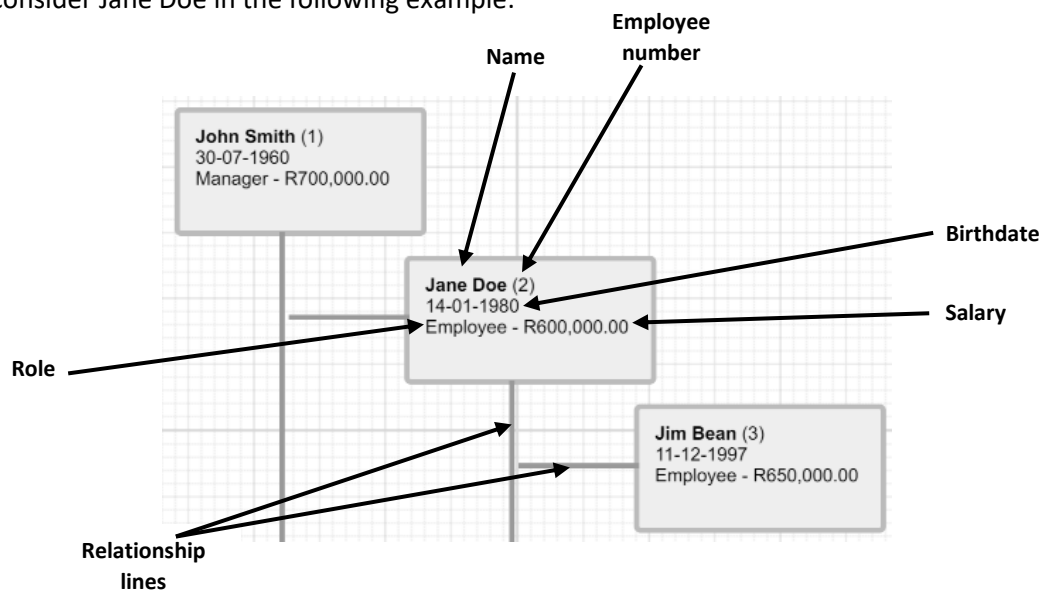 consider Jane Doe in the following example:
Employee
number
Name
John Smith (1)
30-07-1960
Manager - R700,000.00
Birthdate
Jane Doe (2)
14-01-1980
Employee - R600,000.00
Salary
Role
Jim Bean (3)
11-12-1997
Employee - R650,000.00
Relationship
lines